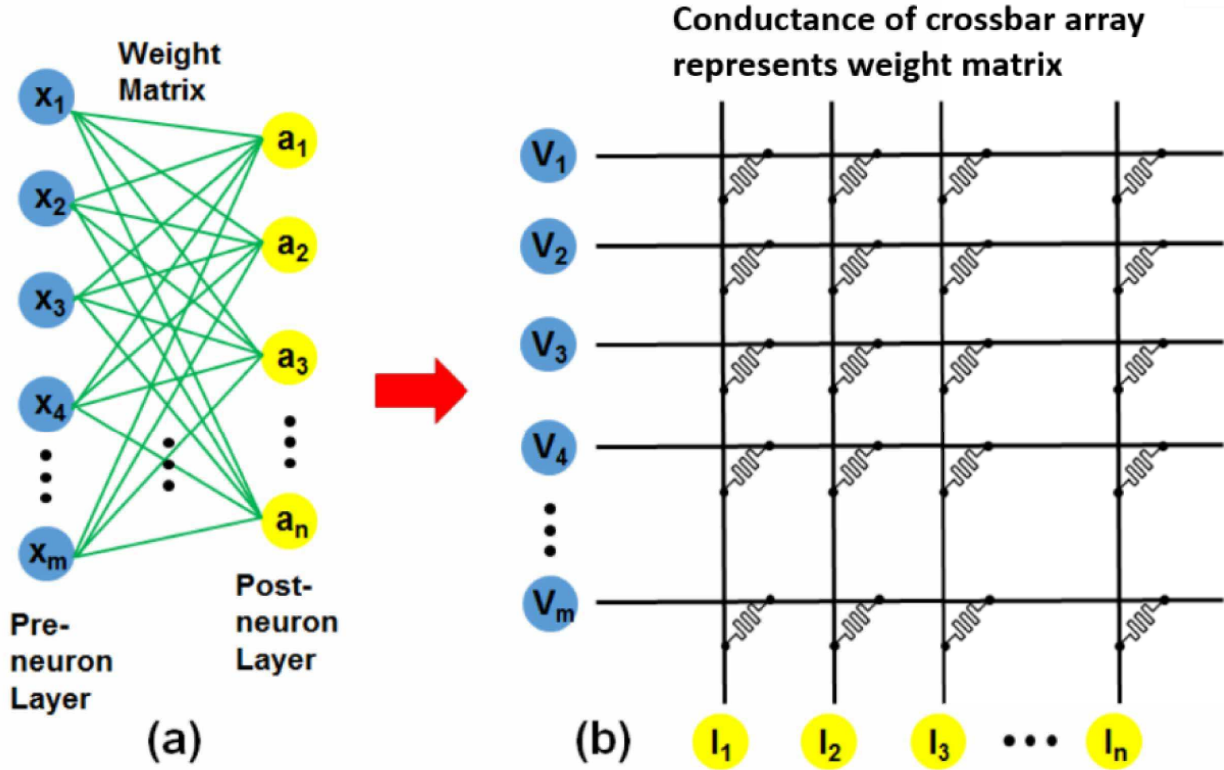 Weight
Matrix
x1
x2
x3
x4
xm
a1
a2
a3
an
Pre-
neuron
Layer
Post-
neuron
Layer
(a)
Conductance of crossbar array
represents weight matrix
V1
V2
V3
V4
Vm
I1
I2
I3
In
(b)